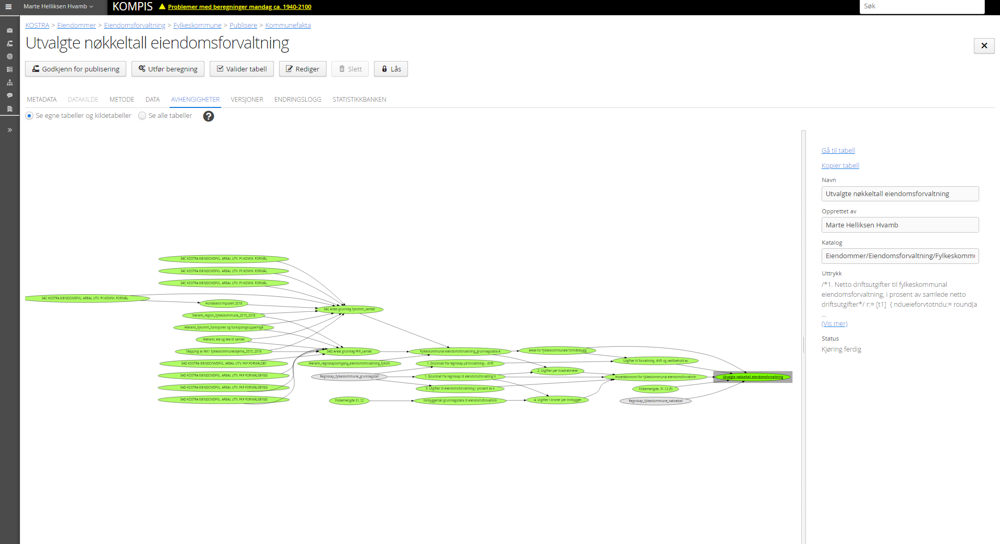 Marte Helliksen Hvamb
KOMPIS
Problemer med beregninger mandag ca. 1940-2100
Søk
KOSTRA > Eiendommer > Eiendomsforvaltning > Fylkeskommune > Publisere > Kommunefakta
Utvalgte nøkkeltall eiendomsforvaltning
Godkjenn for publisering
Utfør beregning
Valider tabell
Rediger
Slett
Lås
METADATA
DATAKILDE
METODE
DATA
AVHENGIGHETER
VERSJONER
ENDRINGSLOGG
STATISTIKKBANKEN
Se egne tabeller og kildetabeller
Se alle tabeller
34C KOSTRA EIENDOMSFVL. AREAL UTV. FY.KOMM. FORMÅL
34C KOSTRA EIENDOMSFVL. AREAL UTV. FY.KOMM. FORMÅL
34C KOSTRA EIENDOMSFVL. AREAL UTV. FY.KOMM. FORMÅL
34C KOSTRA EIENDOMSFVL. AREAL UTV. FY.KOMM. FORMÅL
Hordaland imputert 2018
34C Areal grunnlag fykomm_samlet
hierarki_region_fylkeskommune_2015_2018
Hierarki_fykomm_funksjoner og funksjonsgrupperinge
Hierarki, eie og leie til samlet
Mapping av felt i fylkeskommuneskjema_2015..2018
34D Areal grunnlag FKF_samlet
Fylkeskommunal eiendomsforvaltning_grunnlagsdata A
Areal for fylkeskommunale formålsbygg
34D KOSTRA EIENDONMSFVL. AREAL UTV. FKF FORMÅLSBY
Hierarki_regnskapsomgang_eiendomsforvaltning_fykom
1. Grunntall fra regnskap på forvaltning-, drift
Utgifter til forvaltning, drift og vedlikehold av
2. Utgifter per kvadratmeter
34D KOSTRA EIENDOMSFVL. AREAL UTV. FKF FORMÅLSBYGG
Regnskap_fylkeskommune_grunnlagstall
1. Grunntall fra regnskap til eiendomsforvalting h
Hovedøkonomi for fylkeskommunal eiendomsforvaltnin
Utvalgte nøkkeltall eiendomsforvaltning
34D KOSTRA EIENDOMSFVL. AREAL UTV. FKF FORMÅLSBYGG
3. Utgifter til eiendomsforvaltning i prosent av k
Folkemengde. 31.12 (F)
34D KOSTRA EIENDOMSFVL. AREAL UTV. FKF FORMÅLSBYGG
Folkemengde 31.12
Innbyggertall grunnlagsdata til eiendomsforvaltnin
4. Utgifter i kroner per innbygger
Regnskap_fylkeskommune_nøkkeltall
Gå til tabell
Kopier tabell
Navn
Utvalgte nøkkeltall eiendomsforvaltning
Opprettet av
Marte Helliksen Hvamb
Katalog
Eiendommer/Eiendomsforvaltning/Fylkeskommu
Uttrykk
/*1. Netto driftsutgifter til fylkeskommunal
eiendomsforvaltning, i prosent av samlede netto
driftsutgifter*/ r:= [t1] { ndueieforvtotndu:= round(a
...
(Vis mer)
Status
Kjøring ferdig